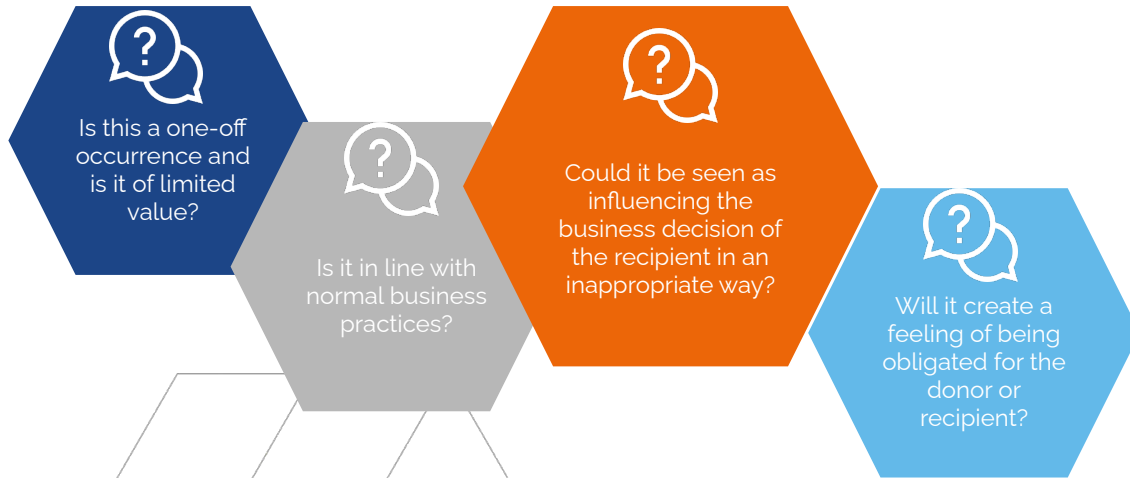 Is this a one-off
occurrence and
is it of limited
value?
Is it in line with
normal business
practices?
Could it be seen as
influencing the
business decision of
the recipient in an
inappropriate way?
Will it create a
feeling of being
obligated for the
donor or
recipient?